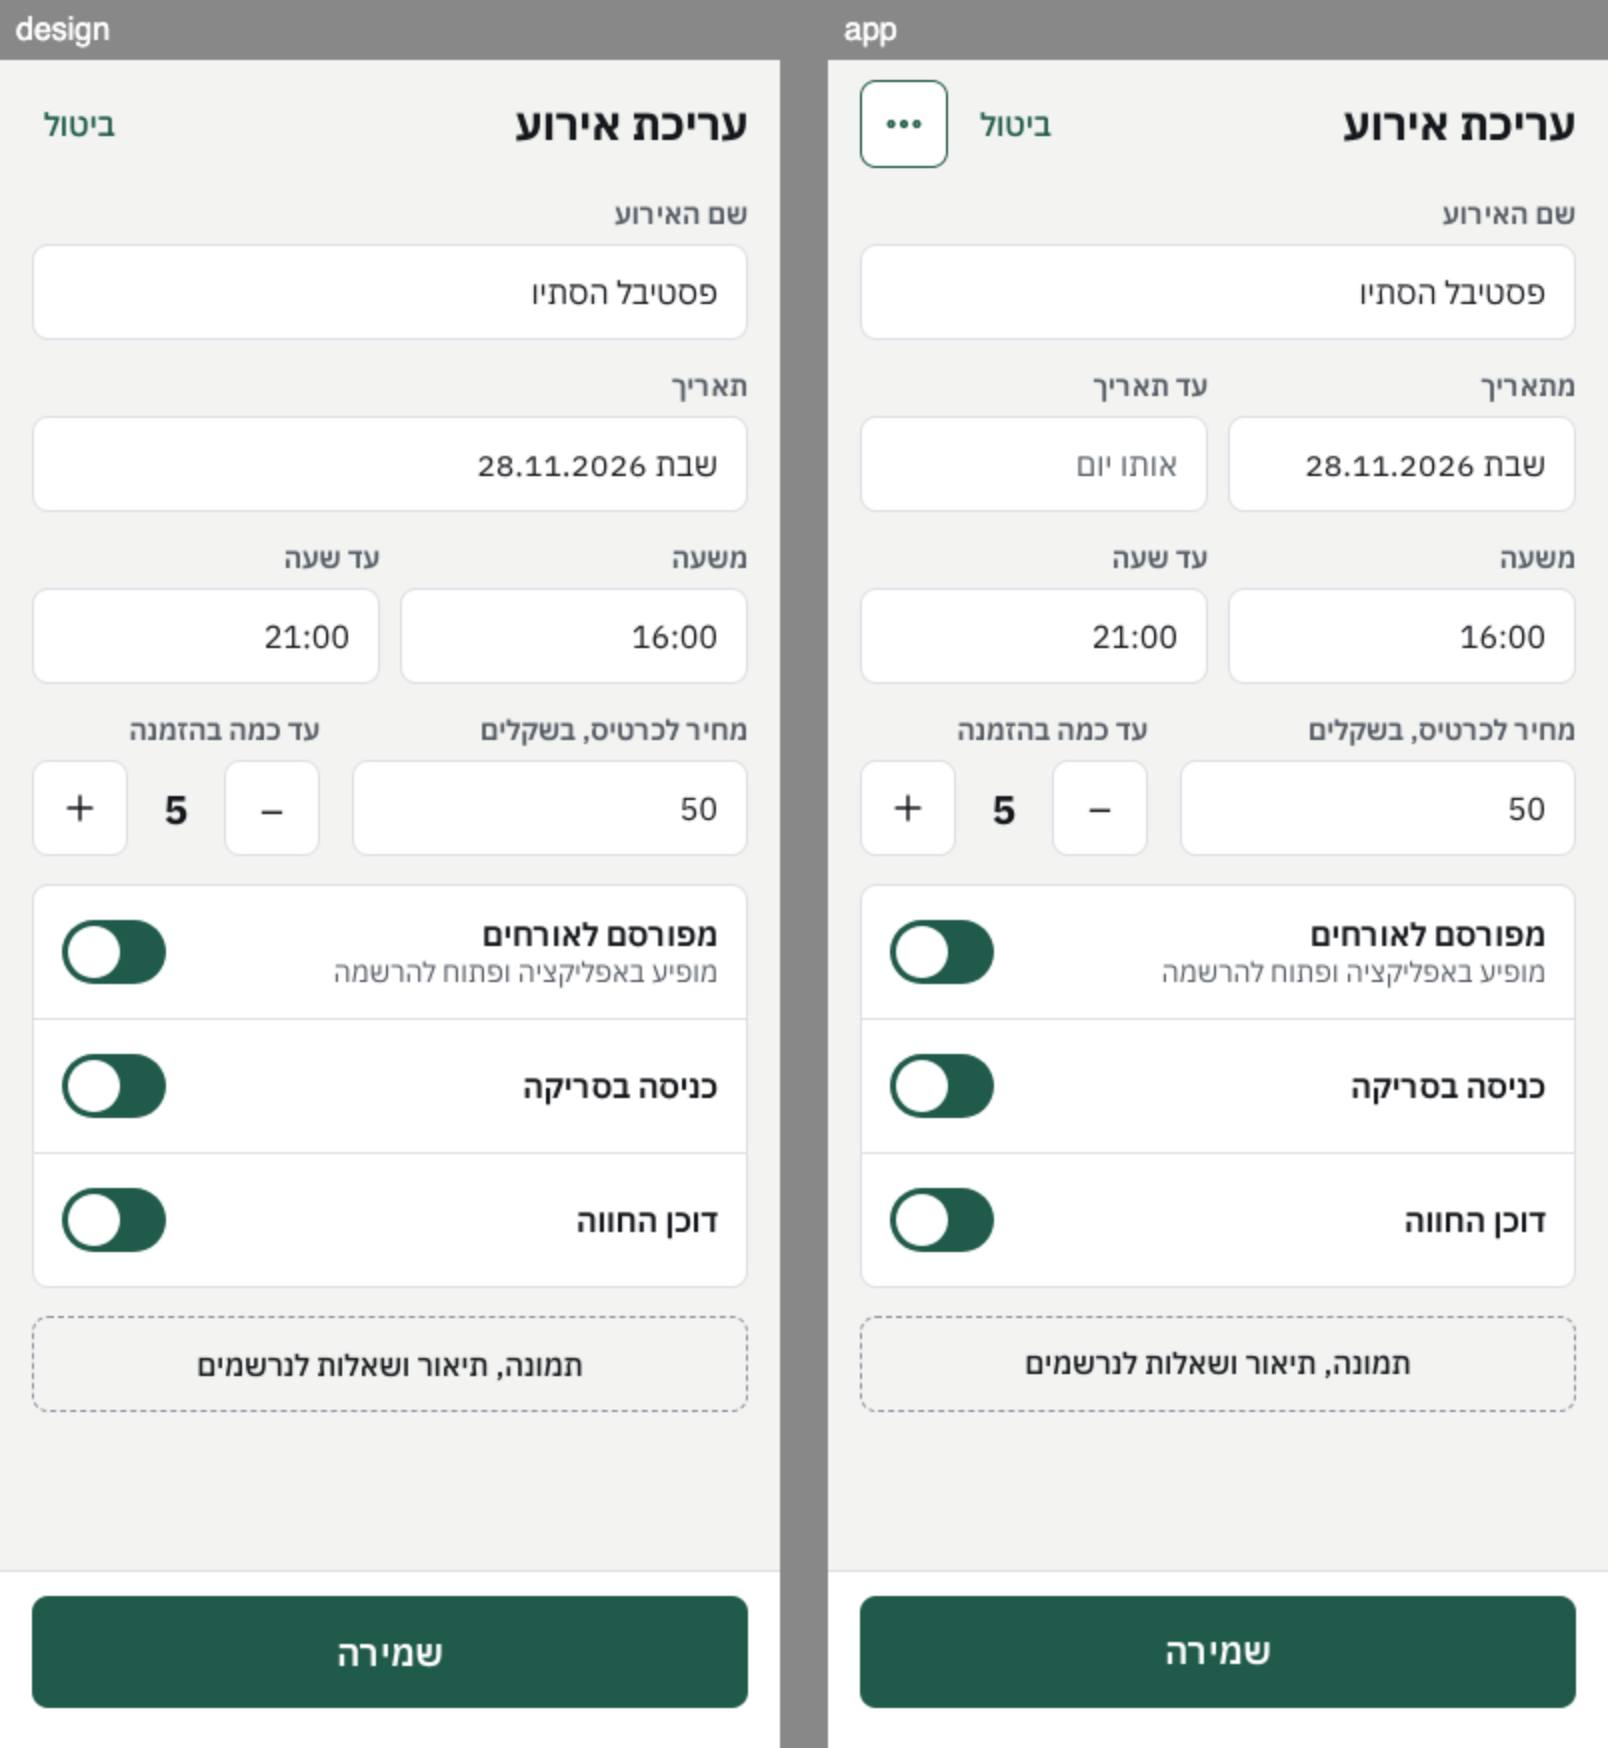 design
עריכת אירוע
ביטול
שם האירוע
פסטיבל הסתיו
תאריך
שבת 28.11.2026
משעה
עד שעה
16:00
21:00
מחיר לכרטיס, בשקלים
עד כמה בהזמנה
50
–
5
+
מפורסם לאורחים
מופיע באפליקציה ופתוח להרשמה
כניסה בסריקה
דוכן החווה
תמונה, תיאור ושאלות לנרשמים
שמירה
app
עריכת אירוע
ביטול
•••
שם האירוע
פסטיבל הסתיו
מתאריך
עד תאריך
שבת 28.11.2026
אותו יום
משעה
עד שעה
16:00
21:00
מחיר לכרטיס, בשקלים
עד כמה בהזמנה
50
–
5
+
מפורסם לאורחים
מופיע באפליקציה ופתוח להרשמה
כניסה בסריקה
דוכן החווה
תמונה, תיאור ושאלות לנרשמים
שמירה